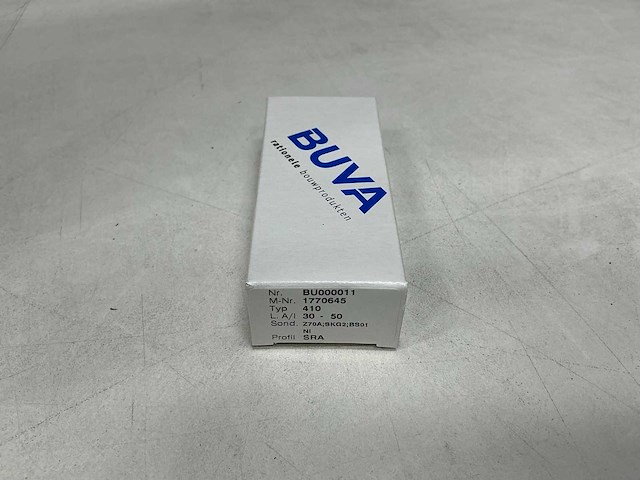 BUVA
rationele bouwprodukten
Nr. BU000011
M-Nr. 1770645
Typ 410
L. A/I 30 - 50
Sond. Z70A;SKG2;BS01
NI
Profil SRA